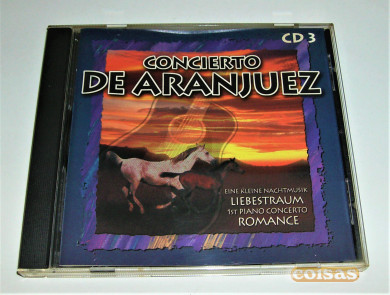 CD 3
CONCIERTO
DE ARANJUEZ
EINE KLEINE NACHTMUSIK
LIEBESTRAUM
1ST PIANO CONCERTO
ROMANCE
coisas